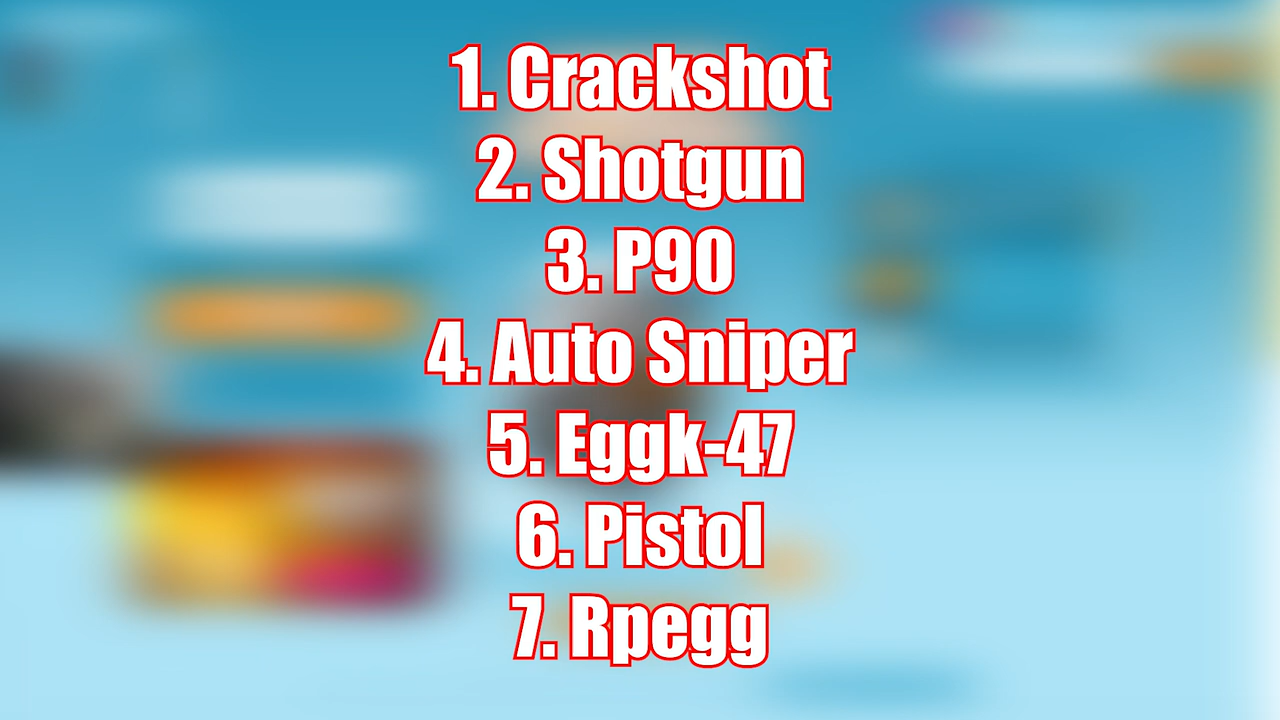 1. Crackshot
2. Shotgun
3. P90
4. Auto Sniper
5. Eggk-47
6. Pistol
7. Rpegg